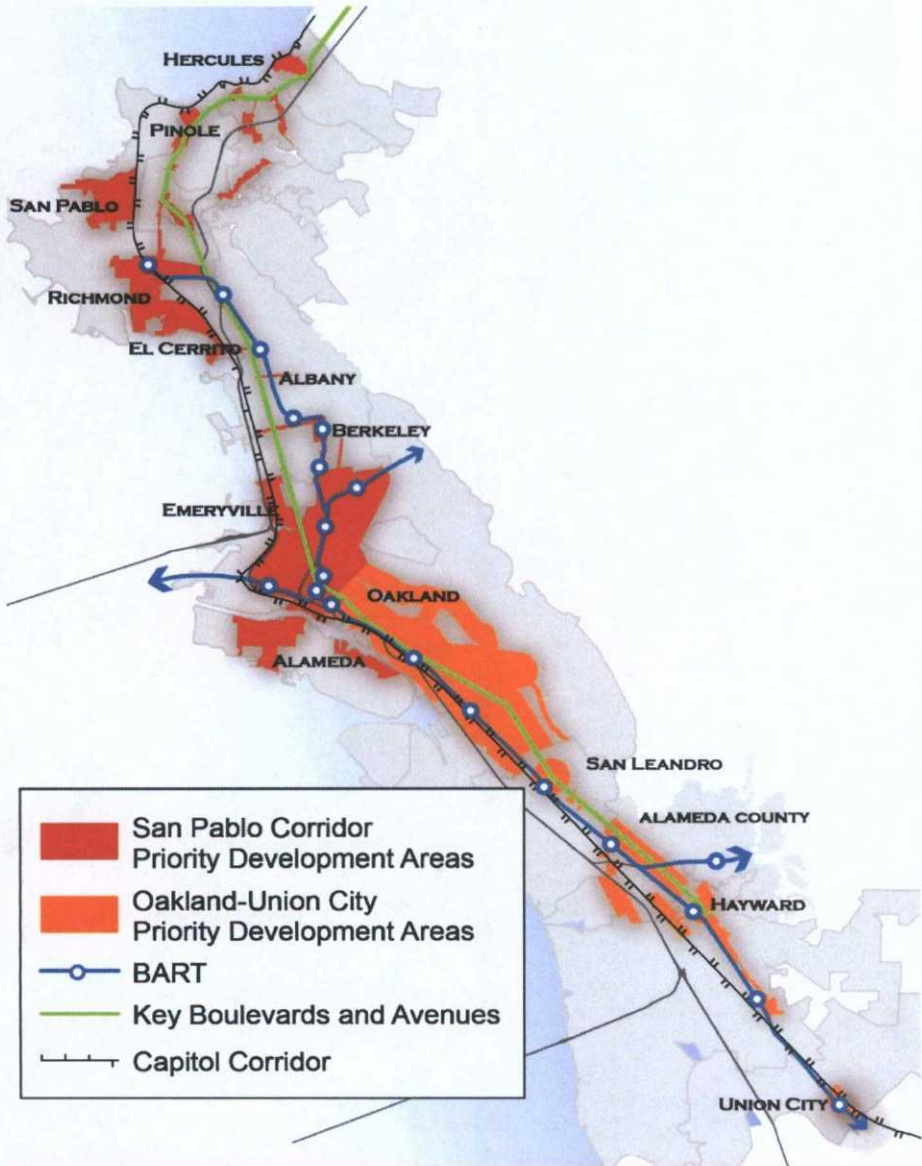 HERCULES
PINOLE
SAN PABLO
RICHMOND
EL CERRITO
ALBANY
BERKELEY
EMERYVILLE
OAKLAND
ALAMEDA
SAN LEANDRO
ALAMEDA COUNTY
HAYWARD
UNION CITY
San Pablo Corridor
Priority Development Areas
Oakland-Union City
Priority Development Areas
BART
Key Boulevards and Avenues
Capitol Corridor